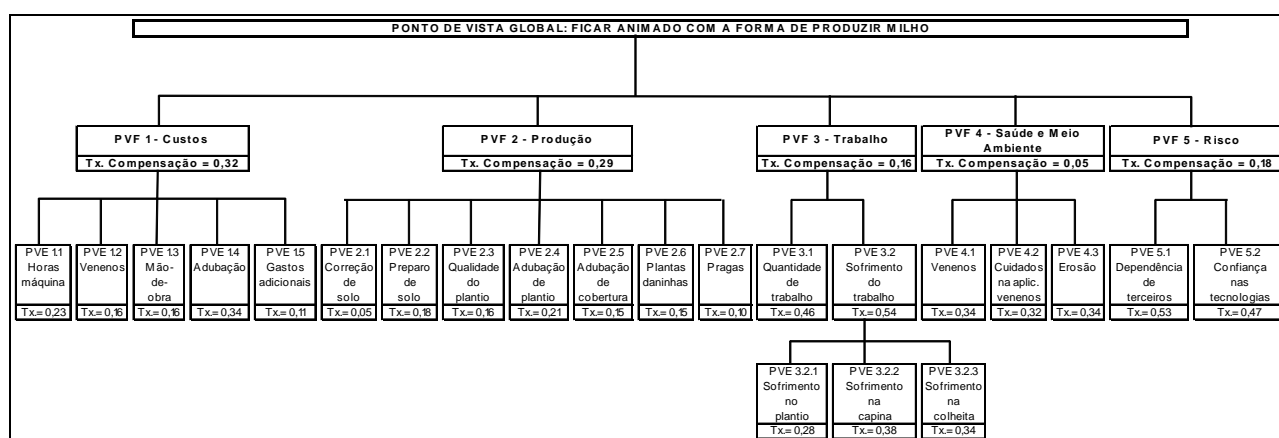 PONTO DE VISTA GLOBAL: FICAR ANIMADO COM A FORMA DE PRODUZIR MILHO
PVF 1 - Custos
Tx. Compensação = 0,32
PVF 2 - Produção
Tx. Compensação = 0,29
PVF 3 - Trabalho
Tx. Compensação = 0,16
PVF 4 - Saúde e Meio
Ambiente
Tx. Compensação = 0,05
PVF 5 - Risco
Tx. Compensação = 0,18
PVE 1.1
Horas
máquina
Tx.= 0,23
PVE 1.2
Venenos
Tx.= 0,16
PVE 1.3
Mão-
de-
obra
Tx.= 0,16
PVE 1.4
Adubação
Tx.= 0,34
PVE 1.5
Gastos
adicionais
Tx.= 0,11
PVE 2.1
Correção
de
solo
Tx.= 0,05
PVE 2.2
Preparo
de
solo
Tx.= 0,18
PVE 2.3
Qualidade
do
plantio
Tx.= 0,16
PVE 2.4
Adubação
de
plantio
Tx.= 0,21
PVE 2.5
Adubação
de
cobertura
Tx.= 0,15
PVE 2.6
Plantas
daninhas
Tx.= 0,15
PVE 2.7
Pragas
Tx.= 0,10
PVE 3.1
Quantidade
de
trabalho
Tx.= 0,46
PVE 3.2
Sofrimento
do
trabalho
Tx.= 0,54
PVE 4.1
Venenos
Tx.= 0,34
PVE 4.2
Cuidados
na aplic.
venenos
Tx.= 0,32
PVE 4.3
Erosão
Tx.= 0,34
PVE 5.1
Dependência
de
terceiros
Tx.= 0,53
PVE 5.2
Confiança
nas
tecnologias
Tx.= 0,47
PVE 3.2.1
Sofrimento
no
plantio
Tx.= 0,28
PVE 3.2.2
Sofrimento
na
capina
Tx.= 0,38
PVE 3.2.3
Sofrimento
na
colheita
Tx.= 0,34